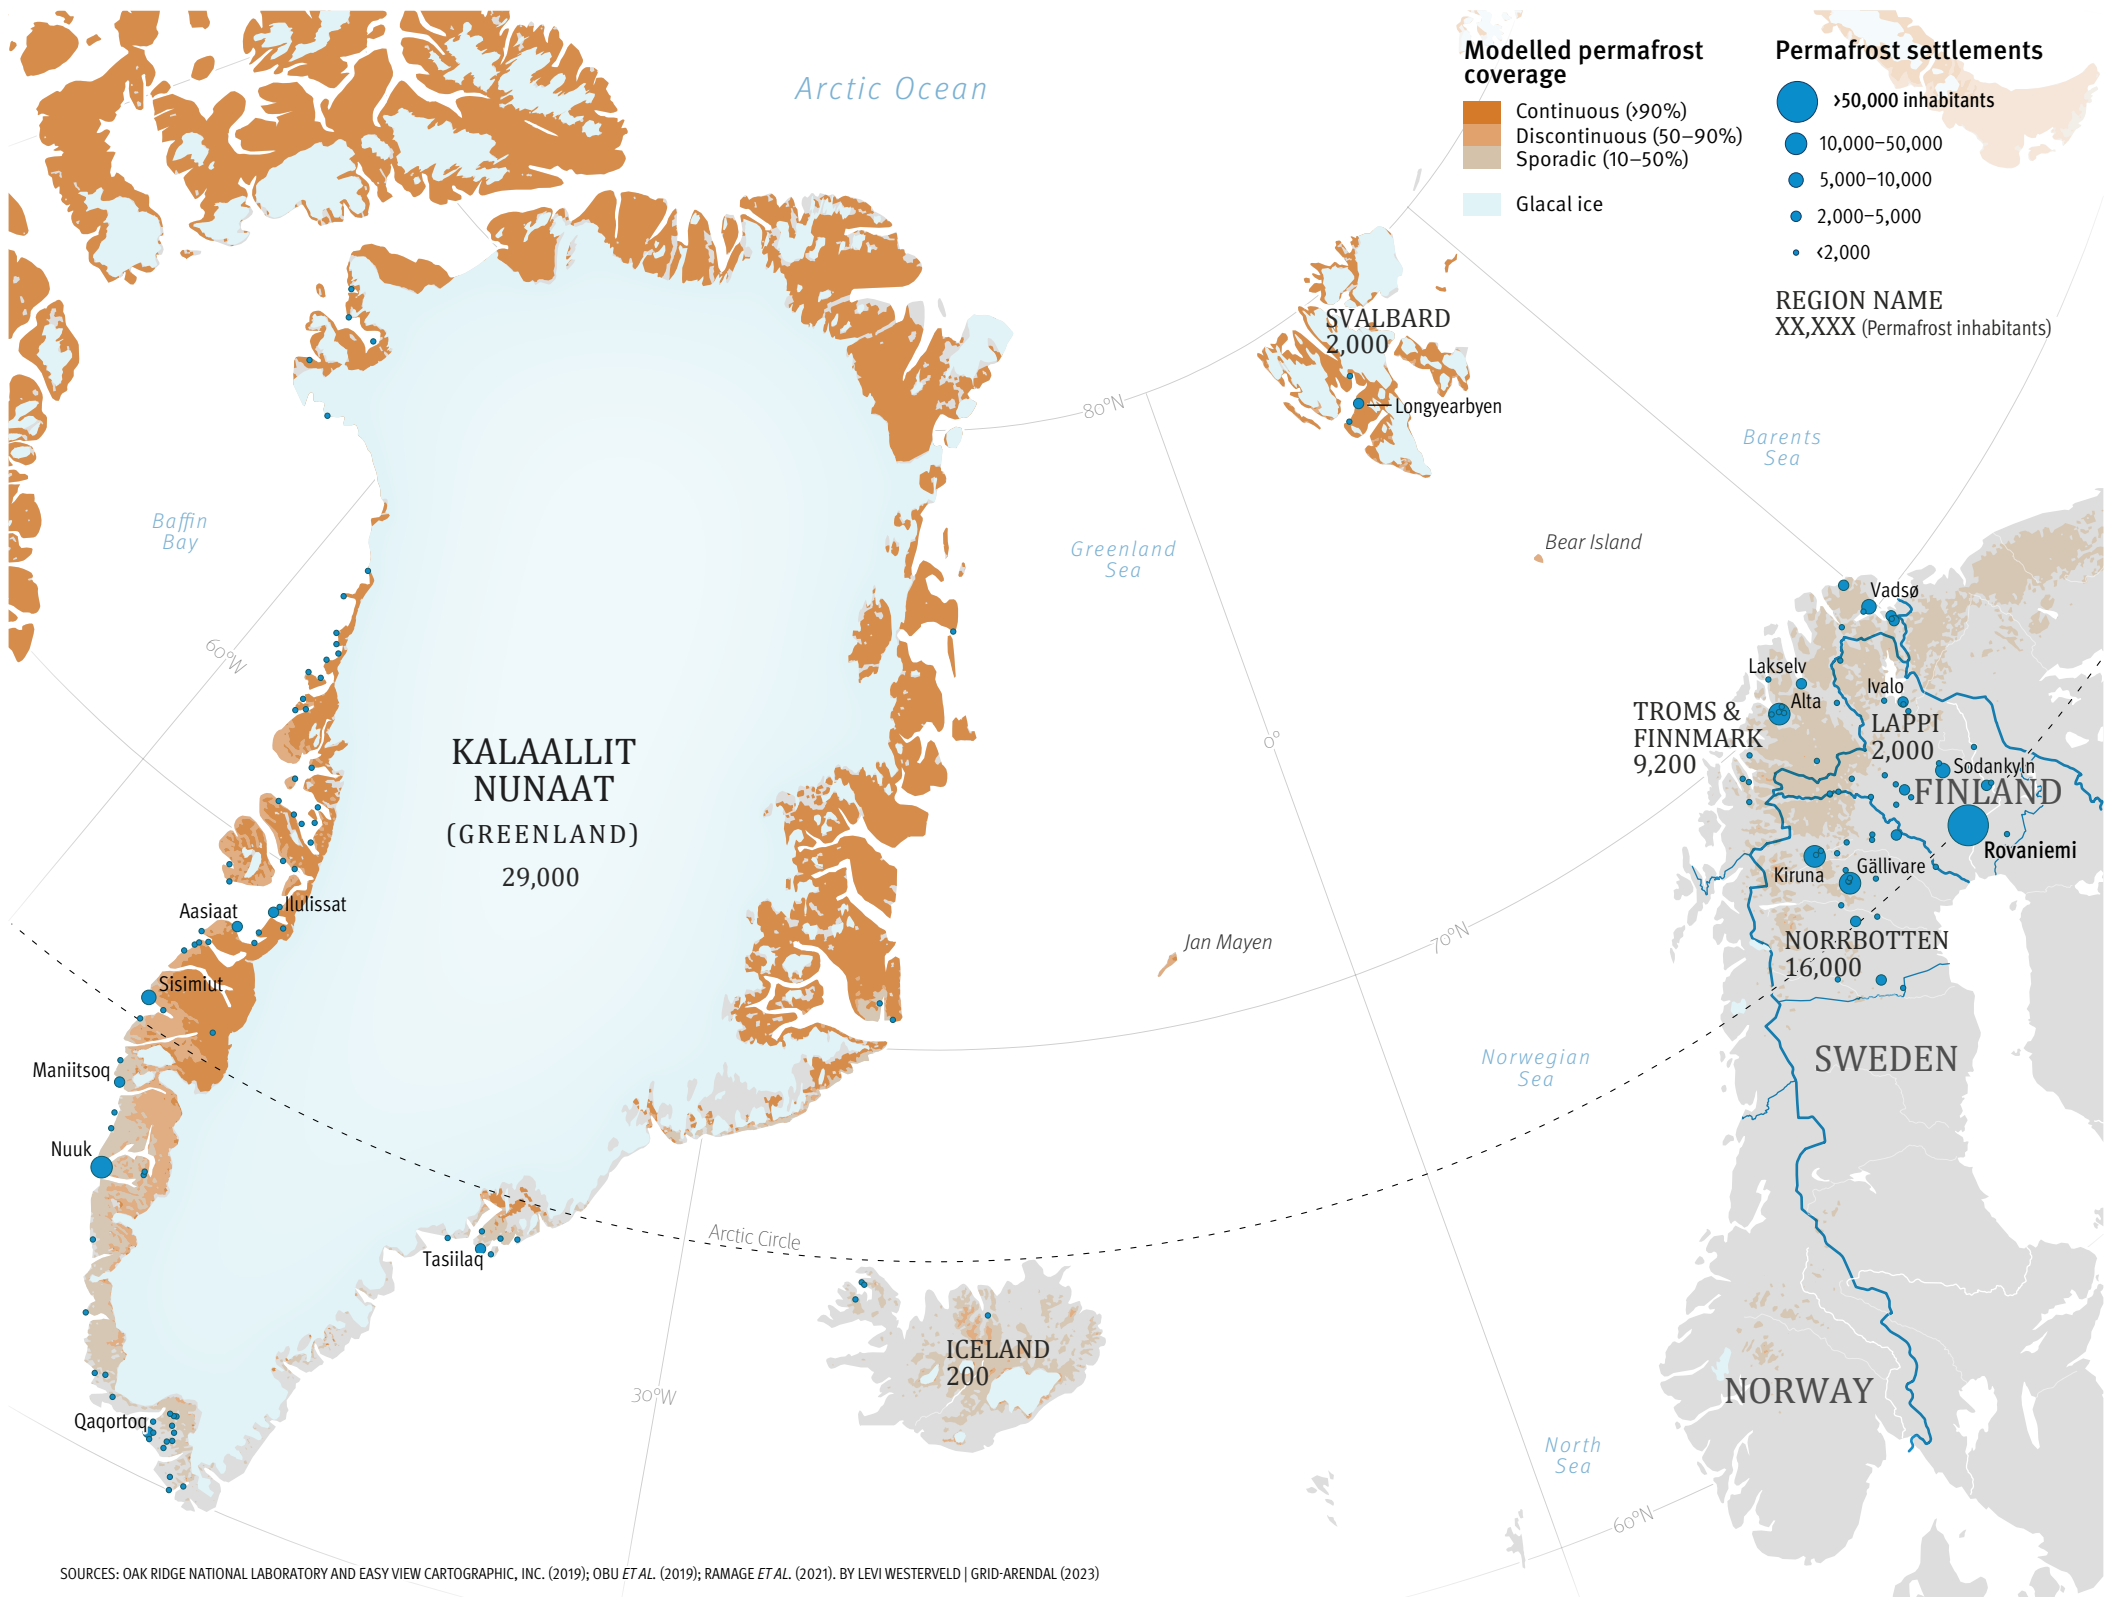 Arctic Ocean
Modelled permafrost
coverage
Continuous (>90%)
Discontinuous (50–90%)
Sporadic (10–50%)
Glacal ice
Permafrost settlements
>50,000 inhabitants
10,000–50,000
5,000–10,000
2,000–5,000
<2,000
REGION NAME
XX,XXX (Permafrost inhabitants)
SVALBARD
2,000
Longyearbyen
80°N
Barents
Sea
Baffin
Bay
Greenland
Sea
Bear Island
60°W
Vadsø
Lakselv
Alta
Ivalo
TROMS &
FINNMARK
9,200
LAPPI
2,000
Sodankyln
FINLAND
Rovaniemi
KALAALLIT
NUNAAT
(GREENLAND)
29,000
0°
Kiruna
Gällivare
Aasiaat
Ilulissat
Jan Mayen
70°N
NORRBOTTEN
16,000
Sisimiut
Maniitsoq
Norwegian
Sea
SWEDEN
Nuuk
Arctic Circle
Tasiilaq
ICELAND
200
30°W
NORWAY
Qaqortoq
North
Sea
60°N
SOURCES: OAK RIDGE NATIONAL LABORATORY AND EASY VIEW CARTOGRAPHIC, INC. (2019); OBU ET AL. (2019); RAMAGE ET AL. (2021). BY LEVI WESTERVELD | GRID-ARENDAL (2023)